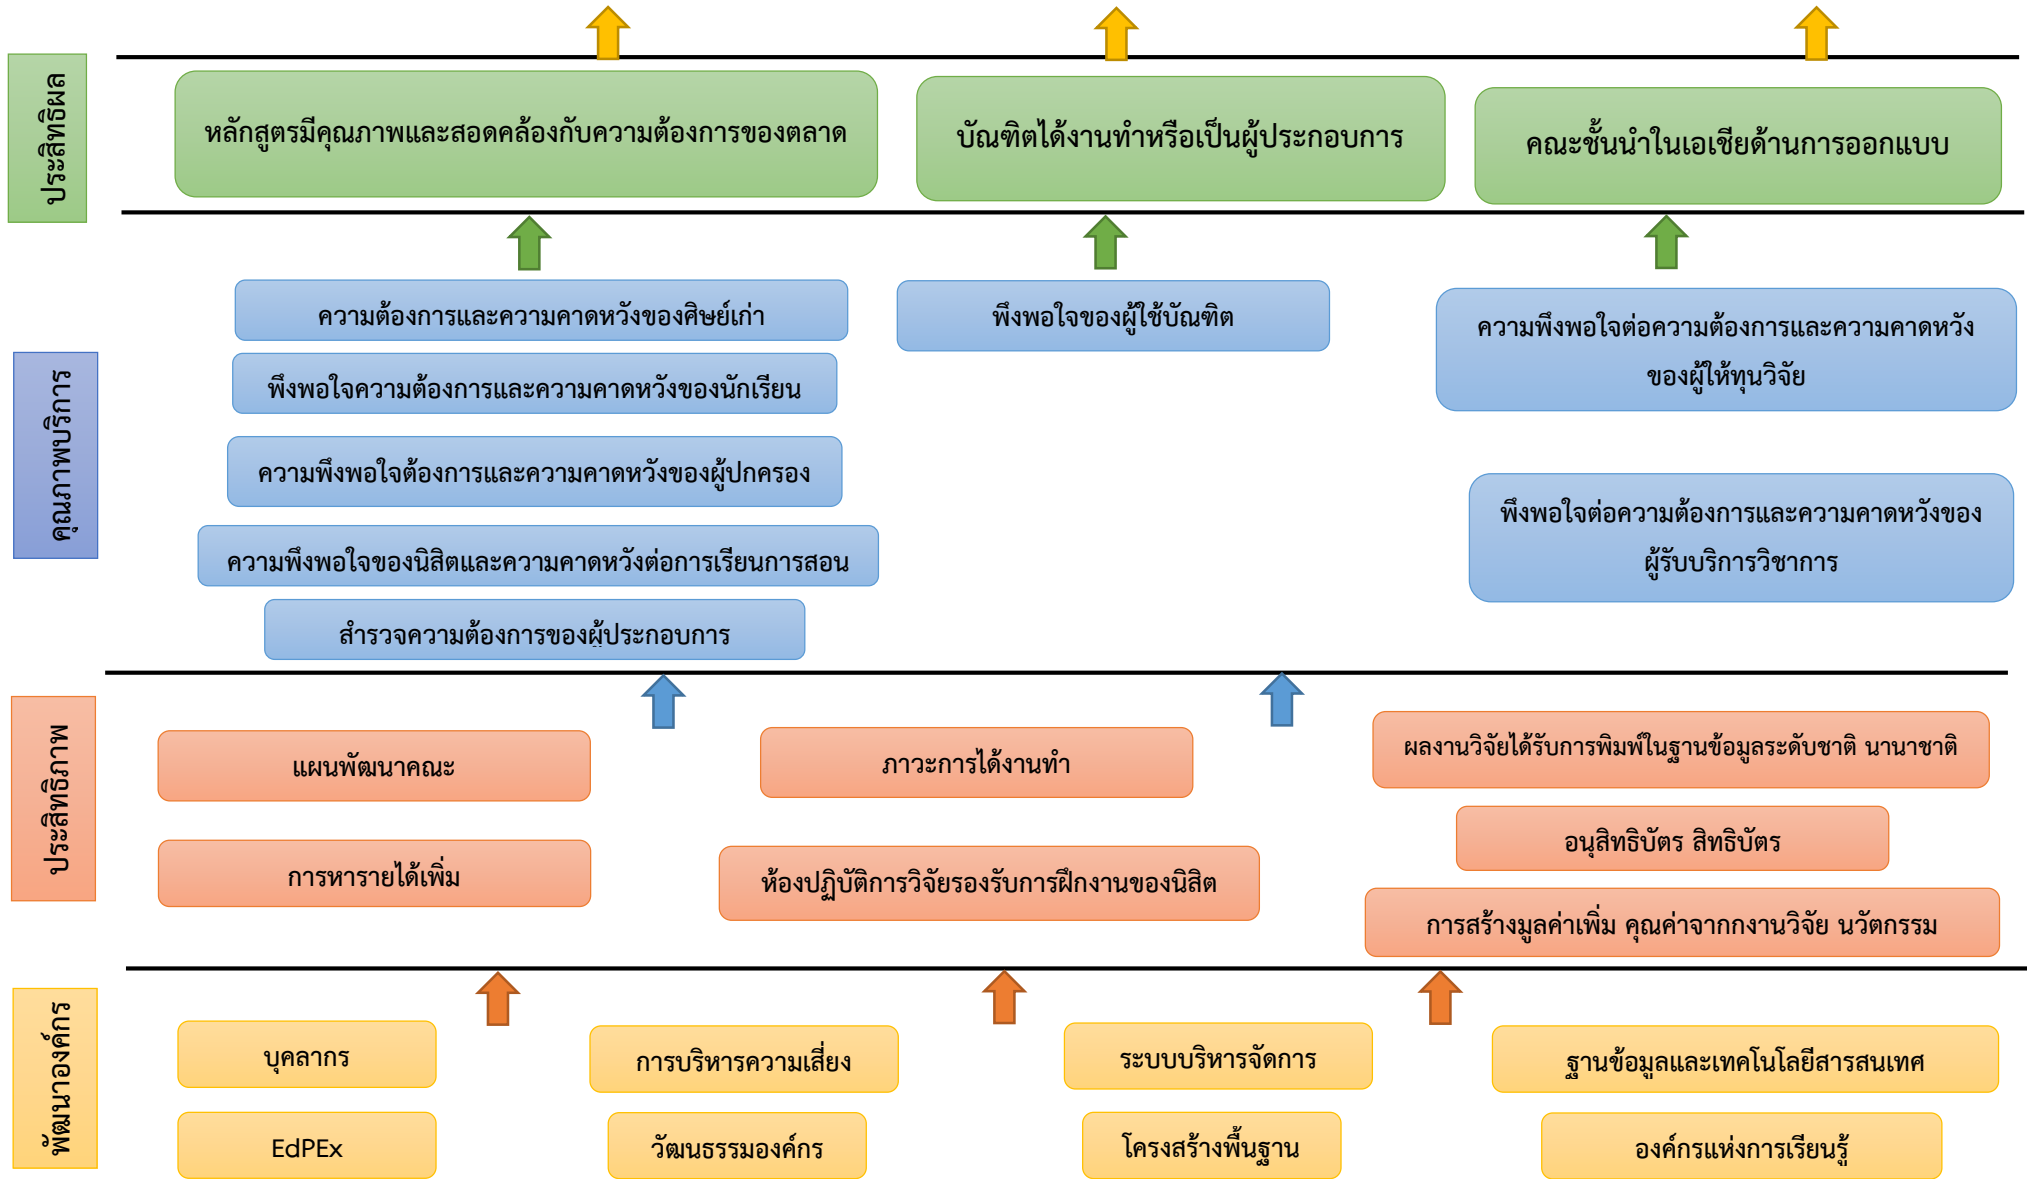 ประสิทธิผล
หลักสูตรมีคุณภาพและสอดคล้องกับความต้องการของตลาด
บัณฑิตได้งานทำหรือเป็นผู้ประกอบการ
คณะชั้นนำในเอเชียด้านการออกแบบ
คุณภาพบริการ
ความต้องการและความคาดหวังของศิษย์เก่า
พึงพอใจความต้องการและความคาดหวังของนักเรียน
ความพึงพอใจต้องการและความคาดหวังของผู้ปกครอง
ความพึงพอใจของนิสิตและความคาดหวังต่อการเรียนการสอน
สำรวจความต้องการของผู้ประกอบการ
พึงพอใจของผู้ใช้บัณฑิต
ความพึงพอใจต่อความต้องการและความคาดหวัง
ของผู้ให้ทุนวิจัย
พึงพอใจต่อความต้องการและความคาดหวังของ
ผู้รับบริการวิชาการ
ประสิทธิภาพ
แผนพัฒนาคณะ
การหารายได้เพิ่ม
ภาวะการได้งานทำ
ห้องปฏิบัติการวิจัยรองรับการฝึกงานของนิสิต
ผลงานวิจัยได้รับการพิมพ์ในฐานข้อมูลระดับชาติ นานาชาติ
อนุสิทธิบัตร สิทธิบัตร
การสร้างมูลค่าเพิ่ม คุณค่าจากกงานวิจัย นวัตกรรม
พัฒนาองค์กร
บุคลากร
การบริหารความเสี่ยง
ระบบบริหารจัดการ
ฐานข้อมูลและเทคโนโลยีสารสนเทศ
EdPEx
วัฒนธรรมองค์กร
โครงสร้างพื้นฐาน
องค์กรแห่งการเรียนรู้